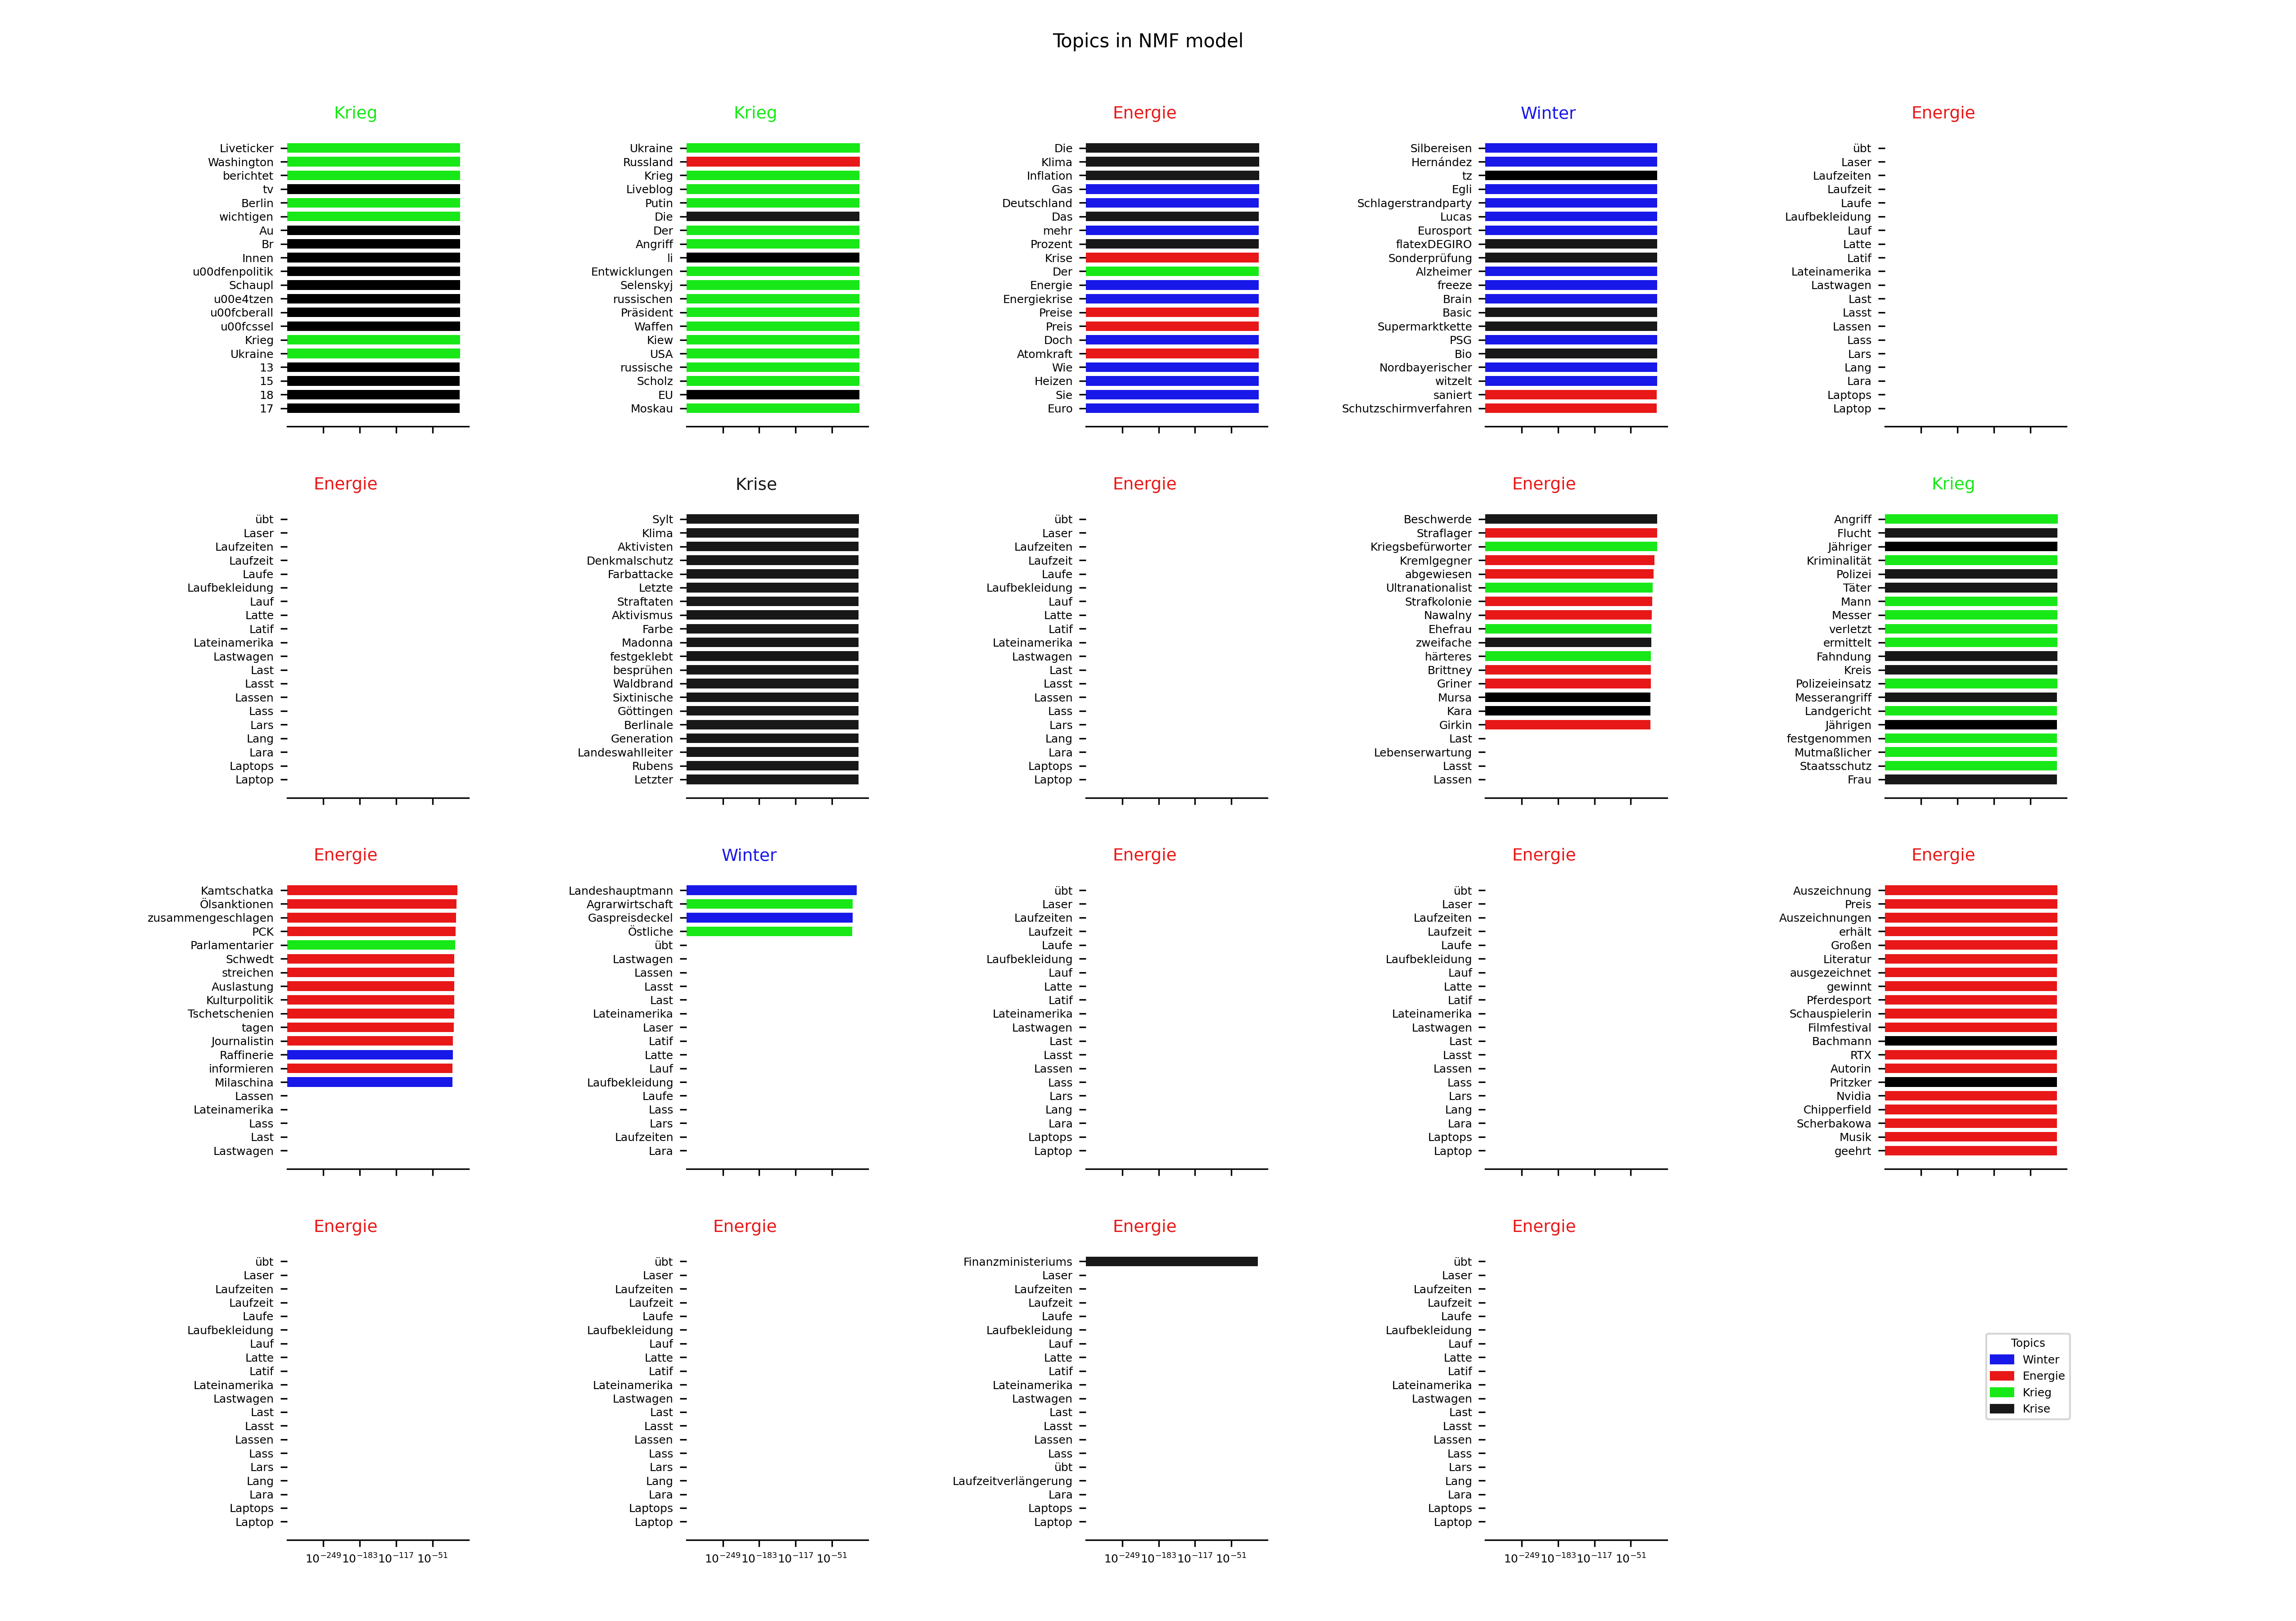 Topics in NMF model
Krieg
Liveticker
Washington
berichtet
tv
Berlin
wichtigen
Au
Br
Innen
u00dfenpolitik
Schaupl
u00e4tzen
u00fcberall
u00fcssel
Krieg
Ukraine
13
15
18
17
Krieg
Ukraine
Russland
Krieg
Liveblog
Putin
Die
Der
Angriff
li
Entwicklungen
Selenskyj
russischen
Präsident
Waffen
Kiew
USA
russische
Scholz
EU
Moskau
Energie
Die
Klima
Inflation
Gas
Deutschland
Das
mehr
Prozent
Krise
Der
Energie
Energiekrise
Preise
Preis
Doch
Atomkraft
Wie
Heizen
Sie
Euro
Winter
Silbereisen
Hernández
tz
Egli
Schlagerstrandparty
Lucas
Eurosport
flatexDEGIRO
Sonderprüfung
Alzheimer
freeze
Brain
Basic
Supermarktkette
PSG
Bio
Nordbayerischer
witzelt
saniert
Schutzschirmverfahren
Energie
übt
Laser
Laufzeiten
Laufzeit
Laufe
Laufbekleidung
Lauf
Latte
Latif
Lateinamerika
Lastwagen
Last
Lasst
Lassen
Lass
Lars
Lang
Lara
Laptops
Laptop
Energie
übt
Laser
Laufzeiten
Laufzeit
Laufe
Laufbekleidung
Lauf
Latte
Latif
Lateinamerika
Lastwagen
Last
Lasst
Lassen
Lass
Lars
Lang
Lara
Laptops
Laptop
Krise
Sylt
Klima
Aktivisten
Denkmalschutz
Farbattacke
Letzte
Straftaten
Aktivismus
Farbe
Madonna
festgeklebt
besprühen
Waldbrand
Sixtinische
Göttingen
Berlinale
Generation
Landeswahlleiter
Rubens
Letzter
Energie
übt
Laser
Laufzeiten
Laufzeit
Laufe
Laufbekleidung
Lauf
Latte
Latif
Lateinamerika
Lastwagen
Last
Lasst
Lassen
Lass
Lars
Lang
Lara
Laptops
Laptop
Energie
Beschwerde
Straflager
Kriegsbefürworter
Kremlgegner
abgewiesen
Ultranationalist
Strafkolonie
Nawalny
Ehefrau
zweifache
härteres
Brittney
Griner
Mursa
Kara
Girkin
Last
Lebenserwartung
Lasst
Lassen
Krieg
Angriff
Flucht
Jähriger
Kriminalität
Polizei
Täter
Mann
Messer
verletzt
ermittelt
Fahndung
Kreis
Polizeieinsatz
Messerangriff
Landgericht
Jährigen
festgenommen
Mutmaßlicher
Staatsschutz
Frau
Energie
Kamtschatka
Ölsanktionen
zusammengeschlagen
PCK
Parlamentarier
Schwedt
streichen
Auslastung
Kulturpolitik
Tschetschenien
tagen
Journalistin
Raffinerie
informieren
Milaschina
Lassen
Lateinamerika
Lass
Last
Lastwagen
Winter
Landeshauptmann
Agrarwirtschaft
Gaspreisdeckel
Östliche
übt
Lastwagen
Lassen
Lasst
Last
Lateinamerika
Laser
Latif
Latte
Lauf
Laufbekleidung
Laufe
Lass
Lars
Laufzeiten
Lara
Energie
übt
Laser
Laufzeiten
Laufzeit
Laufe
Laufbekleidung
Lauf
Latte
Latif
Lateinamerika
Lastwagen
Last
Lasst
Lassen
Lass
Lars
Lang
Lara
Laptops
Laptop
Energie
übt
Laser
Laufzeiten
Laufzeit
Laufe
Laufbekleidung
Lauf
Latte
Latif
Lateinamerika
Lastwagen
Last
Lasst
Lassen
Lass
Lars
Lang
Lara
Laptops
Laptop
Energie
Auszeichnung
Preis
Auszeichnungen
erhält
Großen
Literatur
ausgezeichnet
gewinnt
Pferdesport
Schauspielerin
Filmfestival
Bachmann
RTX
Autorin
Pritzker
Nvidia
Chipperfield
Scherbakowa
Musik
geehrt
Energie
übt
Laser
Laufzeiten
Laufzeit
Laufe
Laufbekleidung
Lauf
Latte
Latif
Lateinamerika
Lastwagen
Last
Lasst
Lassen
Lass
Lars
Lang
Lara
Laptops
Laptop
10⁻²⁴⁹ 10⁻¹⁸³ 10⁻¹¹⁷ 10⁻⁵¹
Energie
übt
Laser
Laufzeiten
Laufzeit
Laufe
Laufbekleidung
Lauf
Latte
Latif
Lateinamerika
Lastwagen
Last
Lasst
Lassen
Lass
Lars
Lang
Lara
Laptops
Laptop
10⁻²⁴⁹ 10⁻¹⁸³ 10⁻¹¹⁷ 10⁻⁵¹
Energie
Finanzministeriums
Laser
Laufzeiten
Laufzeit
Laufe
Laufbekleidung
Lauf
Latte
Latif
Lateinamerika
Lastwagen
Last
Lasst
Lassen
Lass
übt
Laufzeitverlängerung
Lara
Laptops
Laptop
10⁻²⁴⁹ 10⁻¹⁸³ 10⁻¹¹⁷ 10⁻⁵¹
Energie
übt
Laser
Laufzeiten
Laufzeit
Laufe
Laufbekleidung
Lauf
Latte
Latif
Lateinamerika
Lastwagen
Last
Lasst
Lassen
Lass
Lars
Lang
Lara
Laptops
Laptop
10⁻²⁴⁹ 10⁻¹⁸³ 10⁻¹¹⁷ 10⁻⁵¹
Topics
Winter
Energie
Krieg
Krise